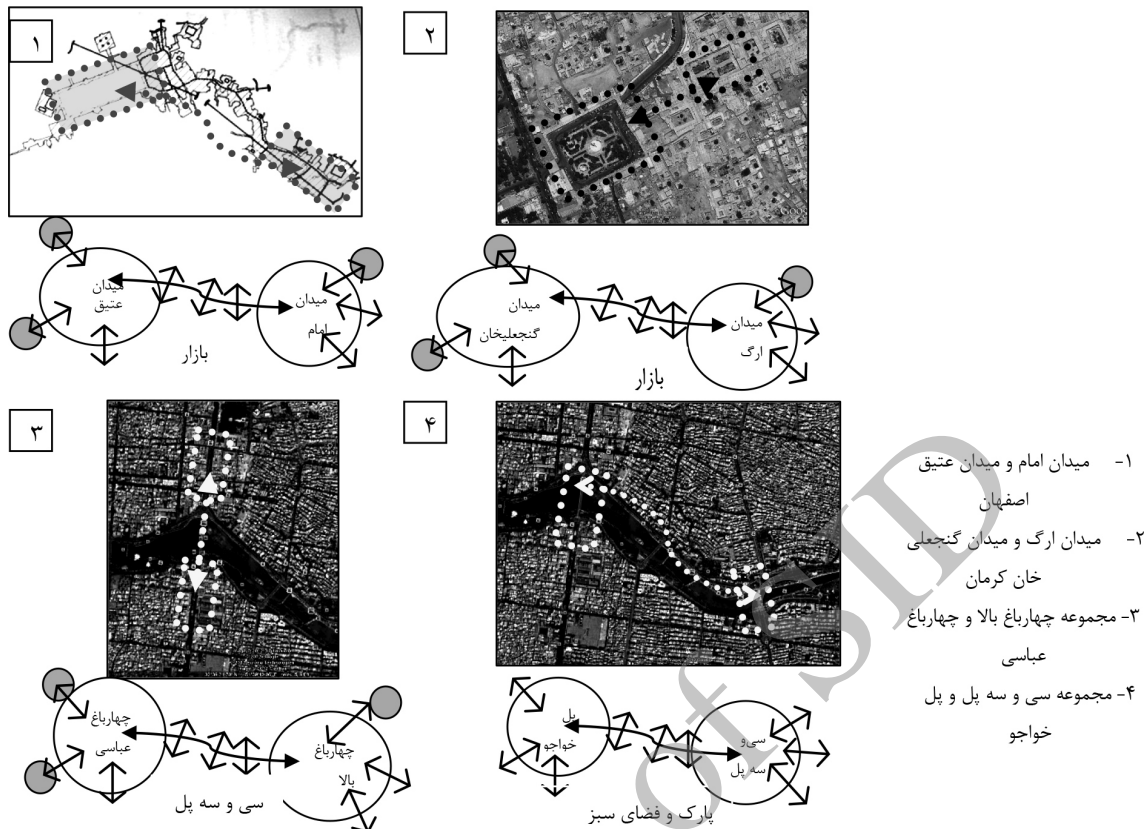 ۱
۲
میدان
عتیق
میدان
امام
بازار
میدان
گنجعلیخان
میدان
ارگ
بازار
۳
۴
چهارباغ
عباسی
چهارباغ
بالا
سی و سه پل
پل
خواجو
سی‌و
سه پل
پارک و فضای سبز
۱- میدان امام و میدان عتیق
اصفهان
۲- میدان ارگ و میدان گنجعلی
خان کرمان
۳- مجموعه چهارباغ بالا و چهارباغ
عباسی
۴- مجموعه سی و سه پل و پل
خواجو
of SID